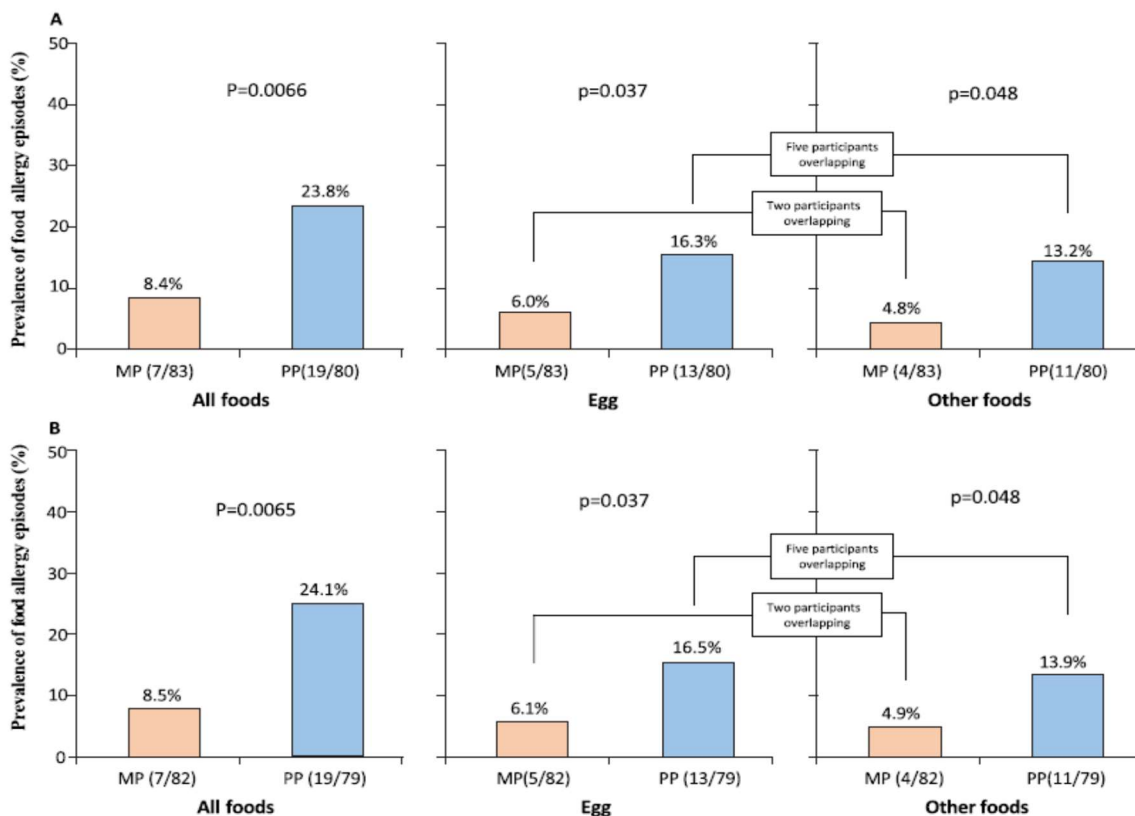 A
Prevalence of food allergy episodes (%)
50
40
30
20
10
0
P=0.0066
8.4%
23.8%
MP (7/83)
PP(19/80)
All foods
p=0.037
6.0%
16.3%
MP(5/83)
PP (13/80)
Egg
Five participants
overlapping
Two participants
overlapping
p=0.048
4.8%
13.2%
MP (4/83)
PP(11/80)
Other foods
B
Prevalence of food allergy episodes (%)
50
40
30
20
10
0
P=0.0065
8.5%
24.1%
MP (7/82)
PP (19/79)
All foods
p=0.037
6.1%
16.5%
MP(5/82)
PP (13/79)
Egg
Five participants
overlapping
Two participants
overlapping
p=0.048
4.9%
13.9%
MP (4/82)
PP(11/79)
Other foods